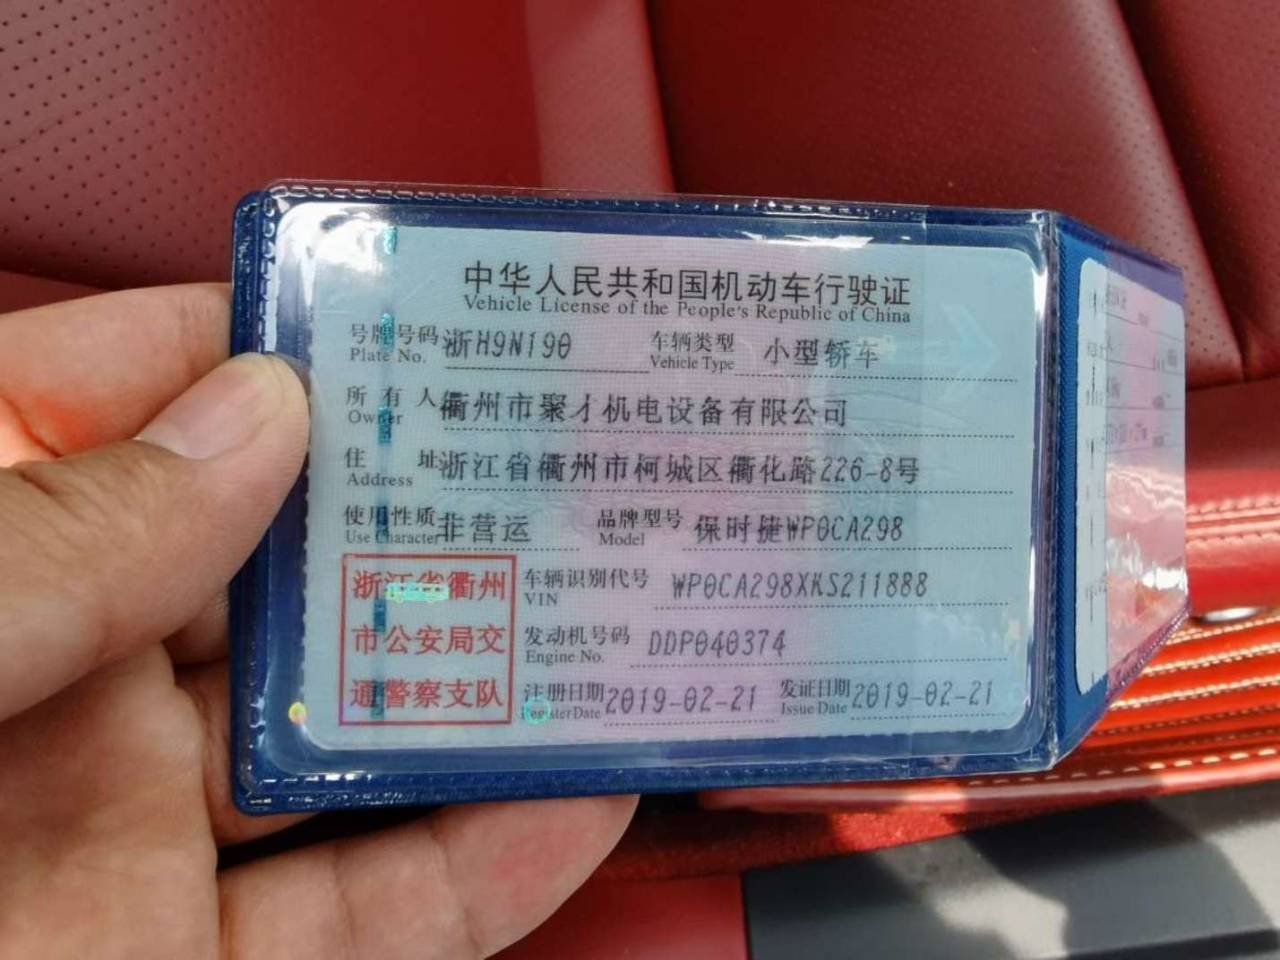 中华人民共和国机动车行驶证
Vehicle License of the People's Republic of China
号牌号码 浙H9N190 车辆类型 小型轿车
Plate No. Vehicle Type
所有人 衢州市聚才机电设备有限公司
Owner
住址 浙江省衢州市柯城区衢化路226-8号
Address
使用性质 非营运 品牌型号 保时捷WP0CA298
Use Character Model
浙江省衢州
市公安局交
通警察支队
车辆识别代号 WP0CA298XKS211888
VIN
发动机号码 DDP040374
Engine No.
注册日期 2019-02-21 发证日期 2019-02-21
Register Date Issue Date